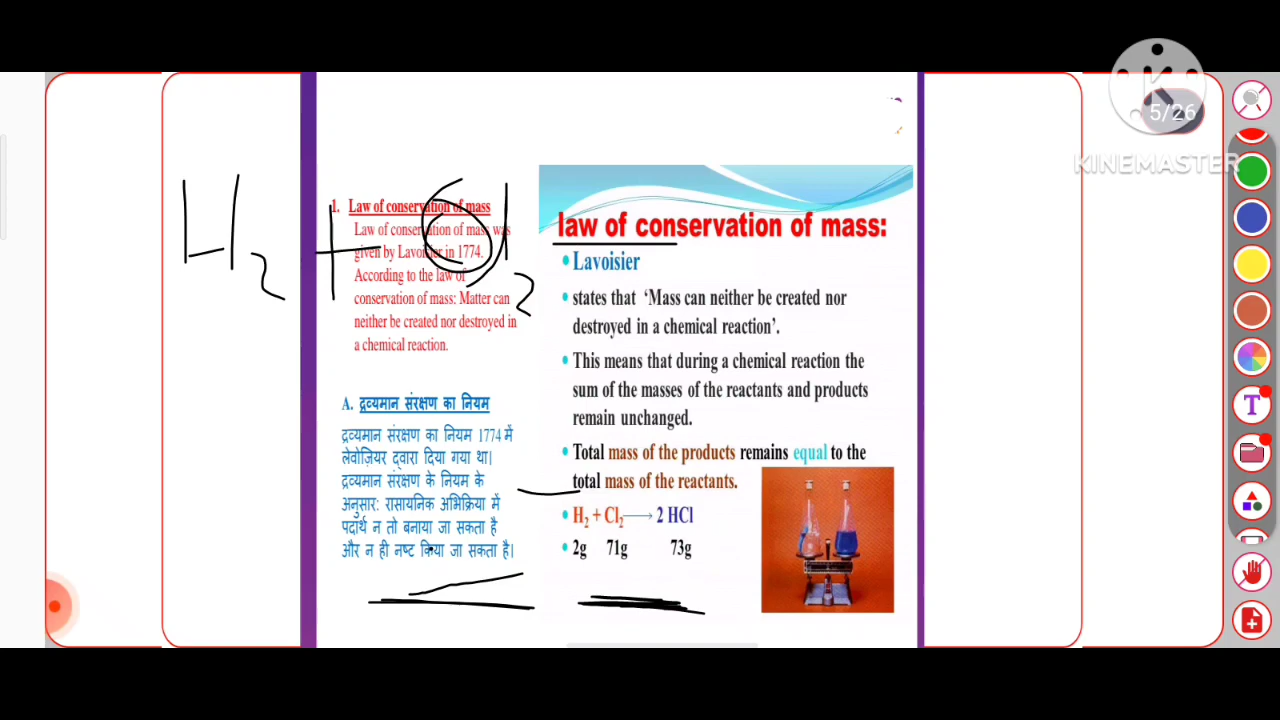 5/26
KINEMASTER
H2 + Cl2
1. Law of conservation of mass
Law of conservation of mass was
given by Lavoisier in 1774.
According to the law of
conservation of mass: Matter can
neither be created nor destroyed in
a chemical reaction.
A. द्रव्यमान संरक्षण का नियम
द्रव्यमान संरक्षण का नियम 1774 में
लेवोज़ियर द्वारा दिया गया था।
द्रव्यमान संरक्षण के नियम के
अनुसार: रासायनिक अभिक्रिया में
पदार्थ न तो बनाया जा सकता है
और न ही नष्ट किया जा सकता है।
law of conservation of mass:
• Lavoisier
• states that ‘Mass can neither be created nor
destroyed in a chemical reaction’.
• This means that during a chemical reaction the
sum of the masses of the reactants and products
remain unchanged.
• Total mass of the products remains equal to the
total mass of the reactants.
• H₂ + Cl₂ ⟶ 2 HCl
• 2g 71g 73g
T